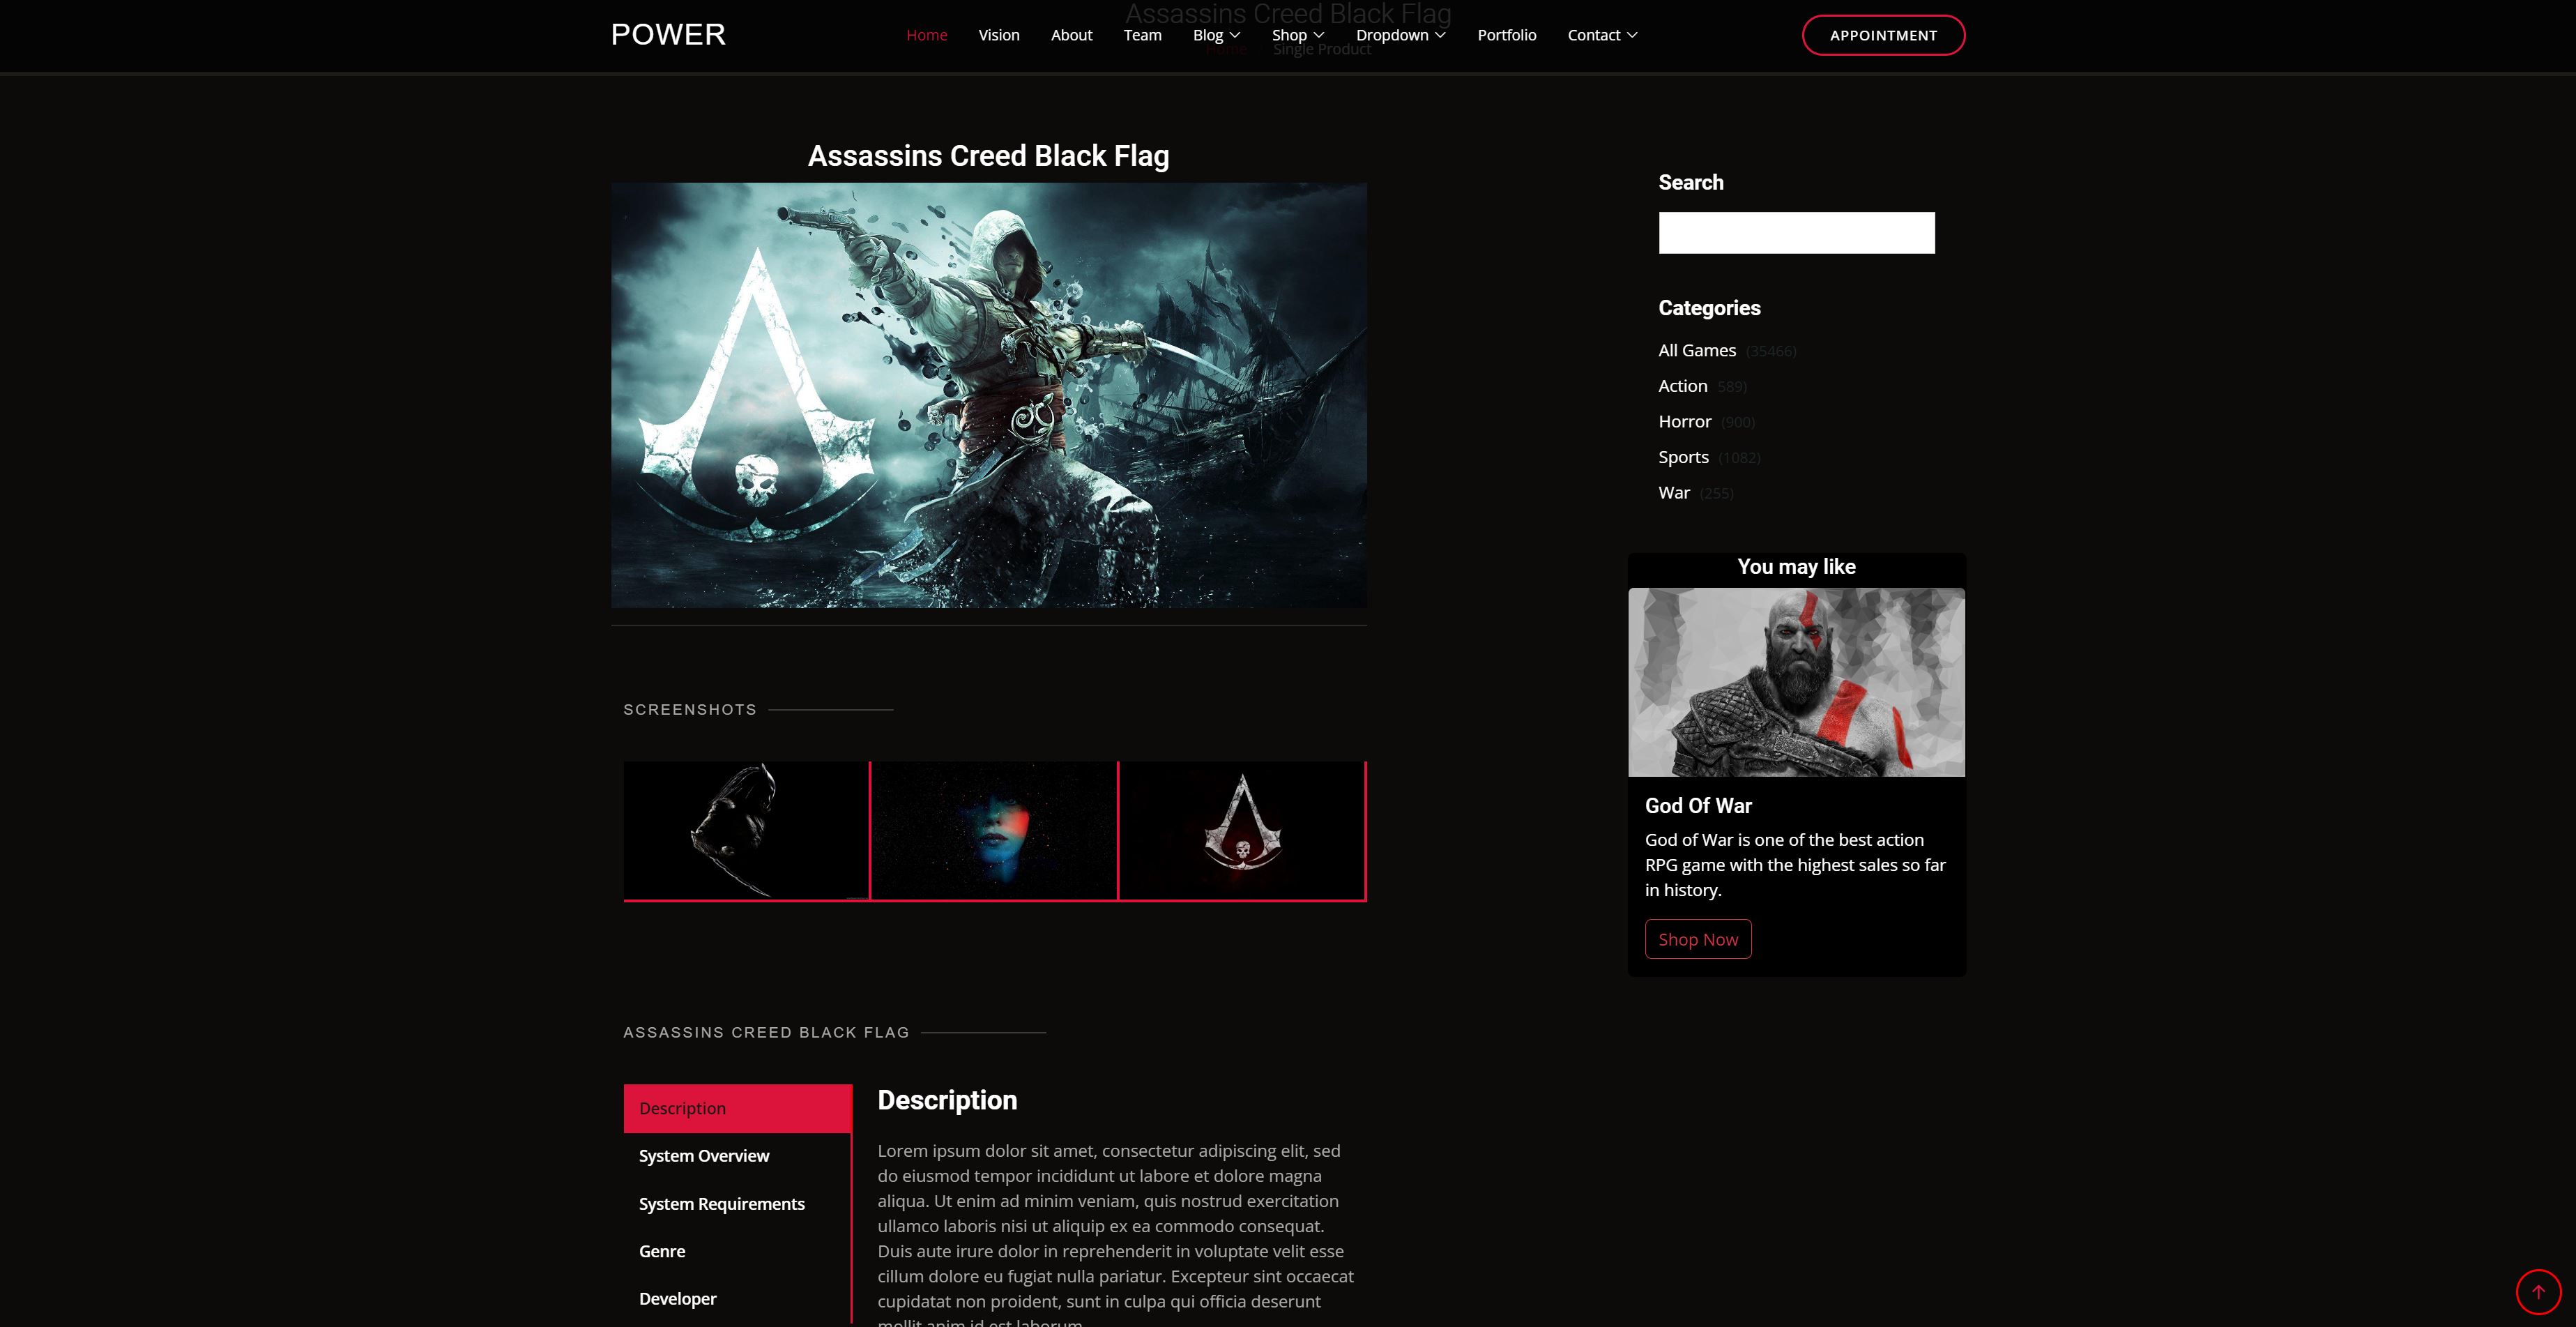 Assassins Creed Black Flag
POWER
Home Vision About Team Blog Shop Dropdown Portfolio Contact
APPOINTMENT
Home Single Product
Assassins Creed Black Flag
Search
Categories
All Games (35466)
Action 589)
Horror (900)
Sports (1082)
War (255)
You may like
God Of War
God of War is one of the best action
RPG game with the highest sales so far
in history.
Shop Now
SCREENSHOTS
ASSASSINS CREED BLACK FLAG
Description
System Overview
System Requirements
Genre
Developer
Description
Lorem ipsum dolor sit amet, consectetur adipiscing elit, sed
do eiusmod tempor incididunt ut labore et dolore magna
aliqua. Ut enim ad minim veniam, quis nostrud exercitation
ullamco laboris nisi ut aliquip ex ea commodo consequat.
Duis aute irure dolor in reprehenderit in voluptate velit esse
cillum dolore eu fugiat nulla pariatur. Excepteur sint occaecat
cupidatat non proident, sunt in culpa qui officia deserunt
mollit anim id est laborum.